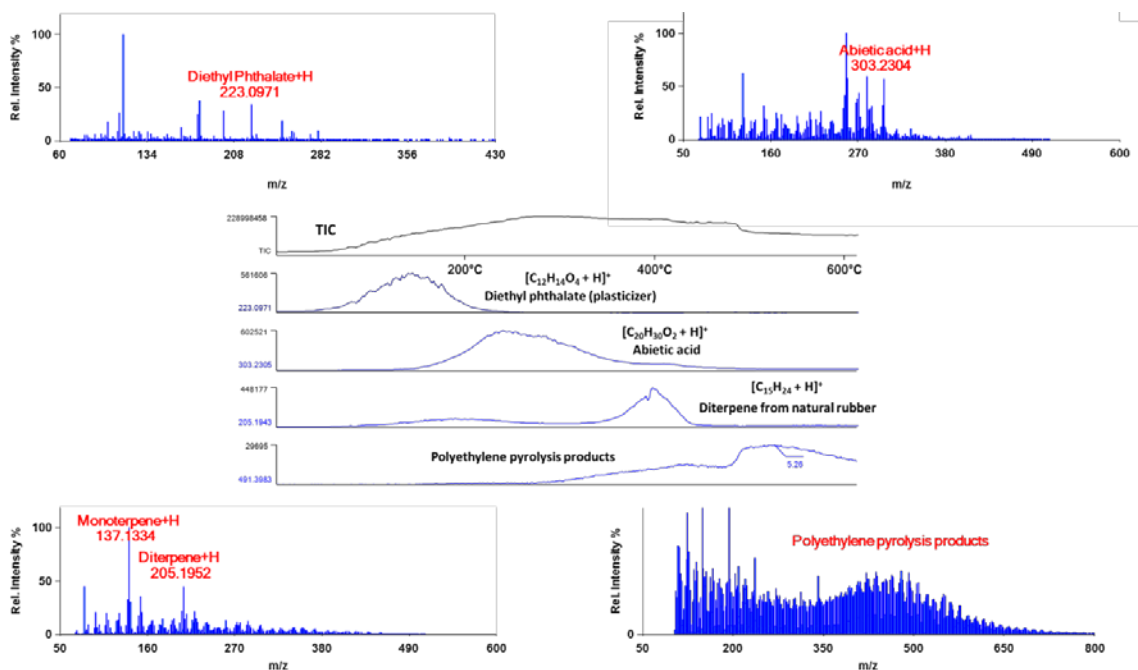 100
Diethyl Phthalate+H
223.0971
50
0
60
134
208
282
356
430
m/z
Rel. Intensity %
100
Abietic acid+H
303.2304
50
0
50
160
270
380
490
600
m/z
Rel. Intensity %
228998458
TIC
TIC
200°C
400°C
600°C
561606
[C12H14O4 + H]+
Diethyl phthalate (plasticizer)
223.0971
602521
[C20H30O2 + H]+
Abietic acid
303.2305
448177
[C15H24 + H]+
Diterpene from natural rubber
205.1943
29695
Polyethylene pyrolysis products
5.26
491.3983
100
Monoterpene+H
137.1334
Diterpene+H
205.1952
50
0
50
160
270
380
490
600
m/z
Rel. Intensity %
Polyethylene pyrolysis products
50
0
50
200
350
500
650
800
m/z
Rel. Intensity %